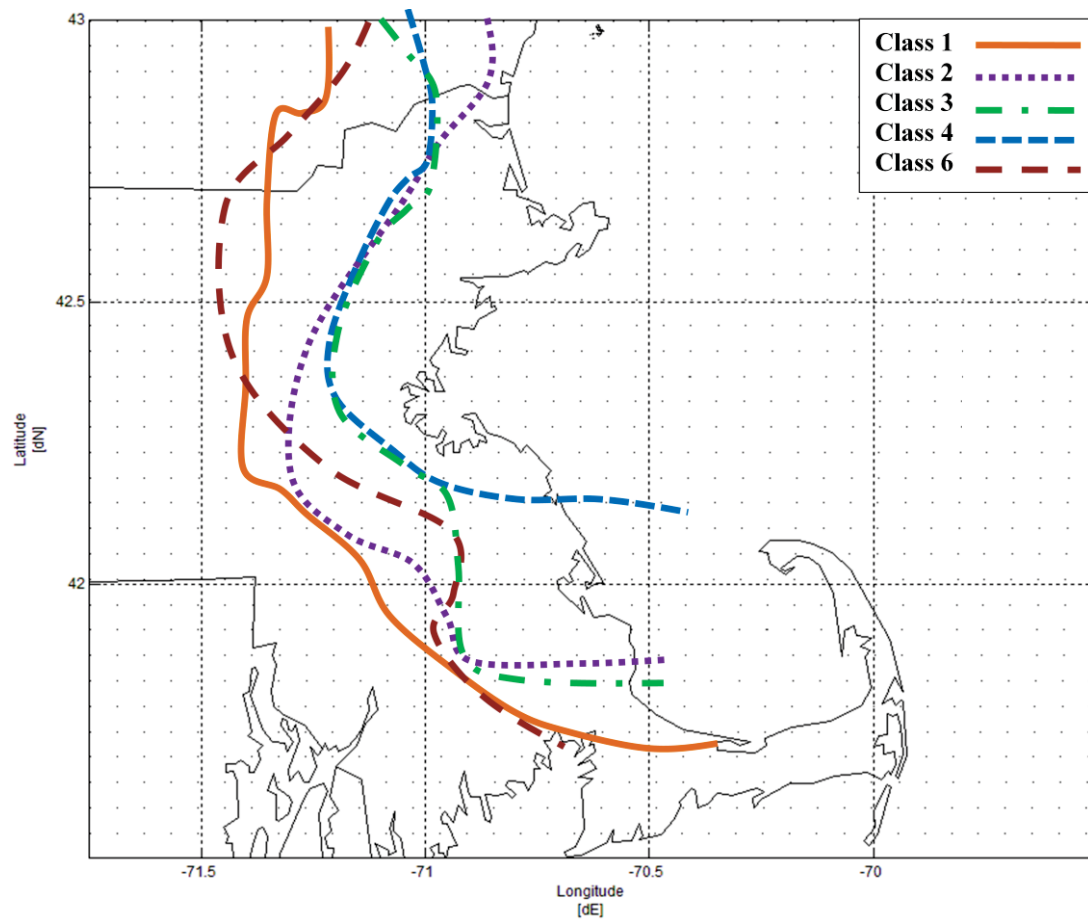 43
Class 1
Class 2
Class 3
Class 4
Class 6
42.5
Latitude
[dN]
42
-71.5
-71
-70.5
-70
Longitude
[dE]